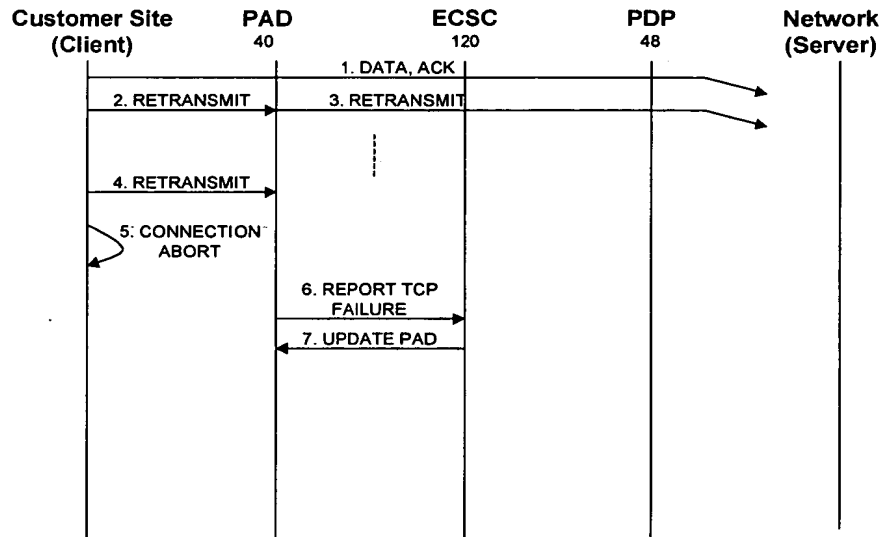 Customer Site PAD ECSC PDP Network
(Client) 40 120 48 (Server)
1. DATA, ACK
2. RETRANSMIT 3. RETRANSMIT
4. RETRANSMIT
5. CONNECTION
ABORT
6. REPORT TCP
FAILURE
7. UPDATE PAD